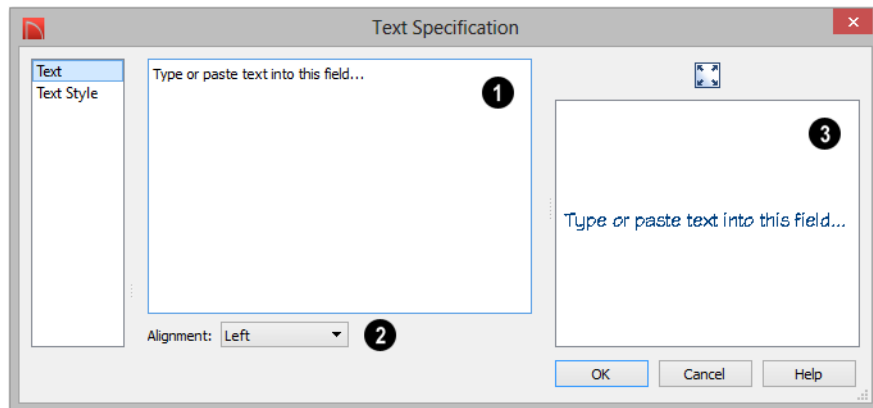 Text Specification
×
Text
Text Style
Type or paste text into this field...
1
Alignment: Left
2
3
Type or paste text into this field...
OK
Cancel
Help